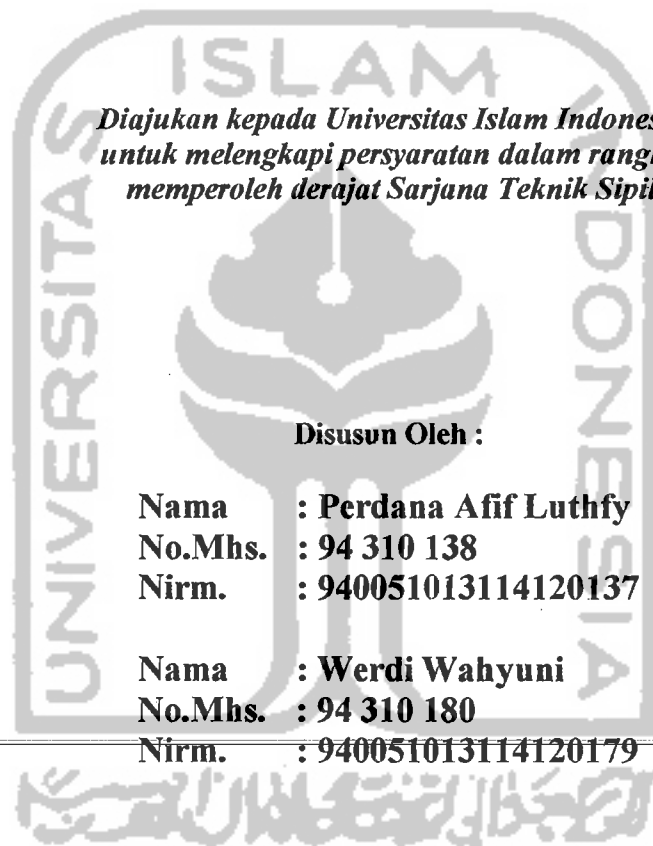 ISLAM
UNIVERSITAS
INDONESIA
Diajukan kepada Universitas Islam Indones
untuk melengkapi persyaratan dalam rang
memperoleh derajat Sarjana Teknik Sipil
Disusun Oleh :
Nama : Perdana Afif Luthfy
No.Mhs. : 94 310 138
Nirm. : 940051013114120137
Nama : Werdi Wahyuni
No.Mhs. : 94 310 180
Nirm. : 940051013114120179